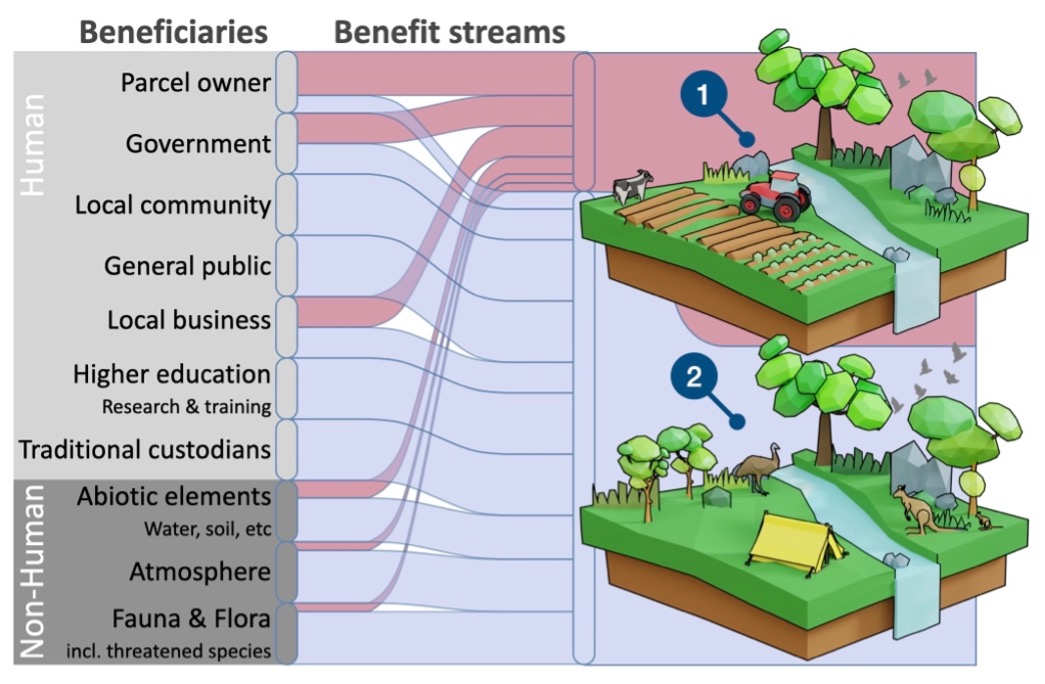 Beneficiaries
Benefit streams
Human
Parcel owner
Government
Local community
General public
Local business
Higher education
Research & training
Traditional custodians
Non-Human
Abiotic elements
Water, soil, etc
Atmosphere
Fauna & Flora
incl. threatened species
1
2